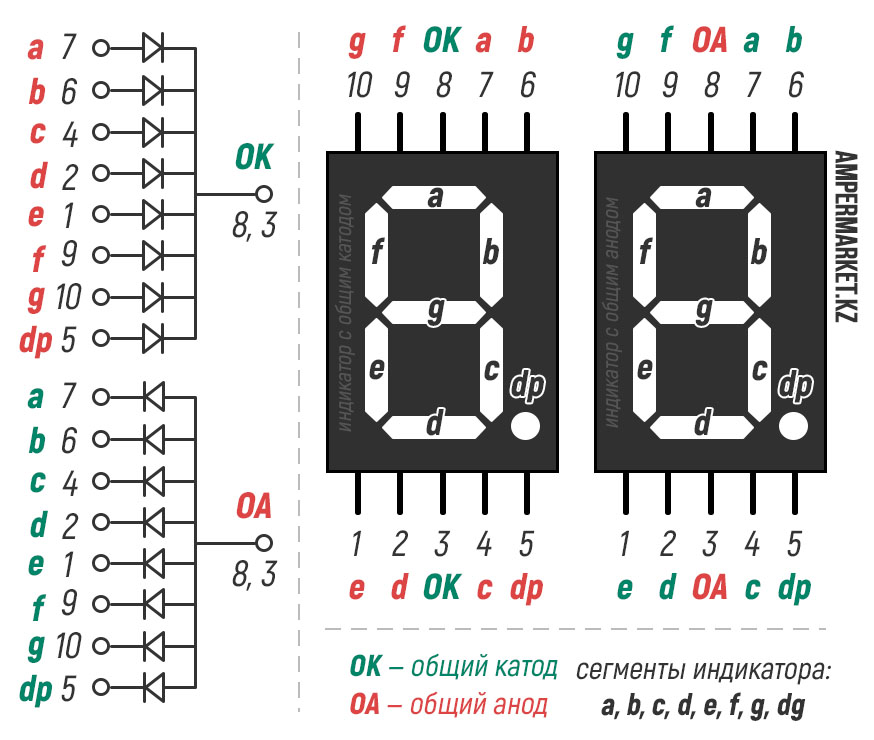 a 7
b 6
c 4
d 2
e 1
f 9
g 10
dp 5
OK
8, 3
a 7
b 6
c 4
d 2
e 1
f 9
g 10
dp 5
OA
8, 3
g f OK a b
10 9 8 7 6
индикатор с общим катодом
a
f b
g
e c
dp
d
1 2 3 4 5
e d OK c dp
g f OA a b
10 9 8 7 6
индикатор с общим анодом
a
f b
g
e c
dp
d
1 2 3 4 5
e d OA c dp
AMPERMARKET.KZ
ОК – общий катод
ОА – общий анод
сегменты индикатора:
a, b, c, d, e, f, g, dg